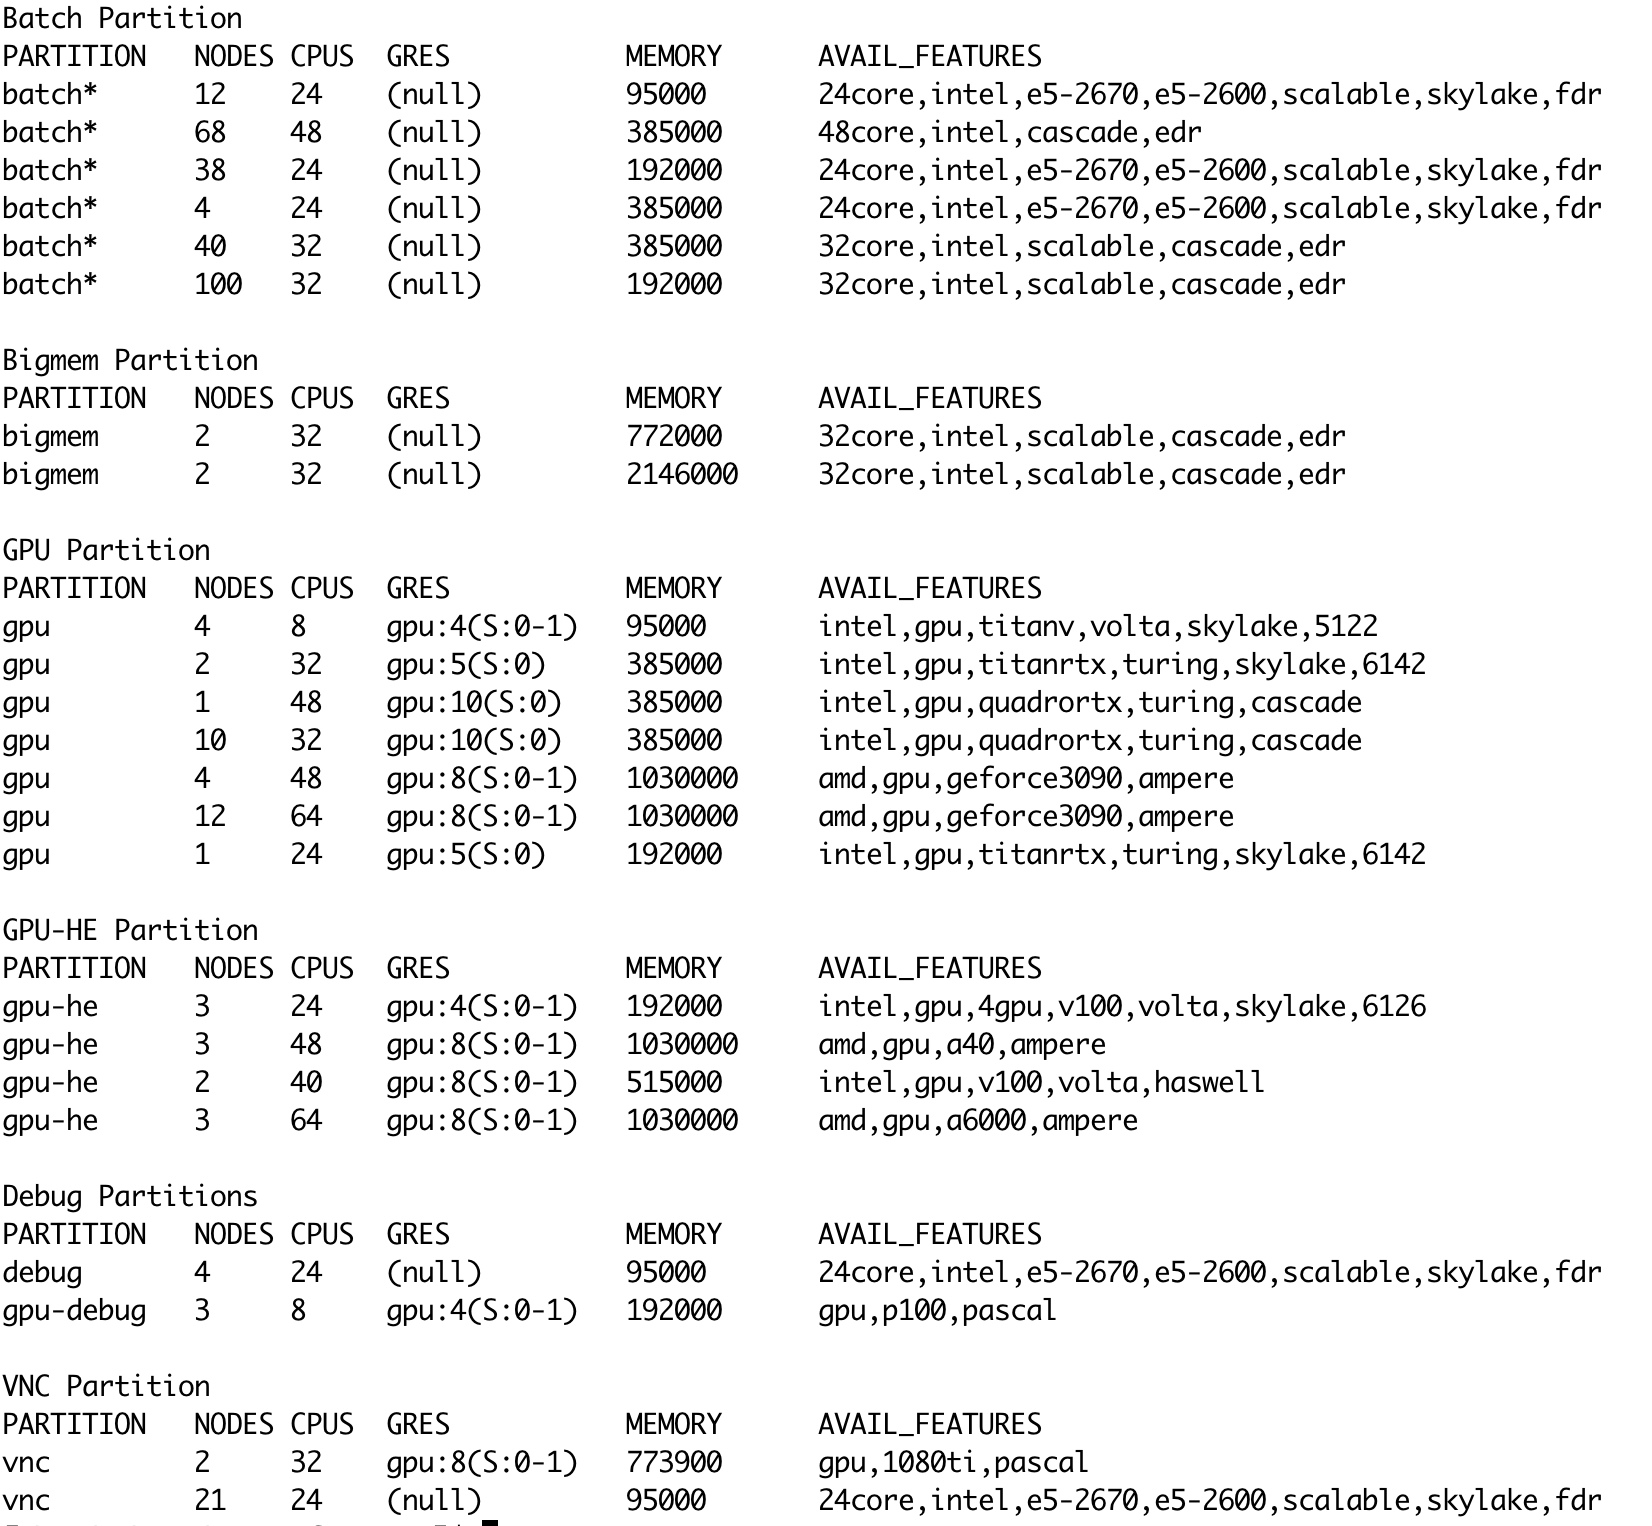 Batch Partition
PARTITION NODES CPUS GRES MEMORY AVAIL_FEATURES
batch* 12 24 (null) 95000 24core,intel,e5-2670,e5-2600,scalable,skylake,fdr
batch* 68 48 (null) 385000 48core,intel,cascade,edr
batch* 38 24 (null) 192000 24core,intel,e5-2670,e5-2600,scalable,skylake,fdr
batch* 4 24 (null) 385000 24core,intel,e5-2670,e5-2600,scalable,skylake,fdr
batch* 40 32 (null) 385000 32core,intel,scalable,cascade,edr
batch* 100 32 (null) 192000 32core,intel,scalable,cascade,edr
Bigmem Partition
PARTITION NODES CPUS GRES MEMORY AVAIL_FEATURES
bigmem 2 32 (null) 772000 32core,intel,scalable,cascade,edr
bigmem 2 32 (null) 2146000 32core,intel,scalable,cascade,edr
GPU Partition
PARTITION NODES CPUS GRES MEMORY AVAIL_FEATURES
gpu 4 8 gpu:4(S:0-1) 95000 intel,gpu,titanv,volta,skylake,5122
gpu 2 32 gpu:5(S:0) 385000 intel,gpu,titanrtx,turing,skylake,6142
gpu 1 48 gpu:10(S:0) 385000 intel,gpu,quadrortx,turing,cascade
gpu 10 32 gpu:10(S:0) 385000 intel,gpu,quadrortx,turing,cascade
gpu 4 48 gpu:8(S:0-1) 1030000 amd,gpu,geforce3090,ampere
gpu 12 64 gpu:8(S:0-1) 1030000 amd,gpu,geforce3090,ampere
gpu 1 24 gpu:5(S:0) 192000 intel,gpu,titanrtx,turing,skylake,6142
GPU-HE Partition
PARTITION NODES CPUS GRES MEMORY AVAIL_FEATURES
gpu-he 3 24 gpu:4(S:0-1) 192000 intel,gpu,4gpu,v100,volta,skylake,6126
gpu-he 3 48 gpu:8(S:0-1) 1030000 amd,gpu,a40,ampere
gpu-he 2 40 gpu:8(S:0-1) 515000 intel,gpu,v100,volta,haswell
gpu-he 3 64 gpu:8(S:0-1) 1030000 amd,gpu,a6000,ampere
Debug Partitions
PARTITION NODES CPUS GRES MEMORY AVAIL_FEATURES
debug 4 24 (null) 95000 24core,intel,e5-2670,e5-2600,scalable,skylake,fdr
gpu-debug 3 8 gpu:4(S:0-1) 192000 gpu,p100,pascal
VNC Partition
PARTITION NODES CPUS GRES MEMORY AVAIL_FEATURES
vnc 2 32 gpu:8(S:0-1) 773900 gpu,1080ti,pascal
vnc 21 24 (null) 95000 24core,intel,e5-2670,e5-2600,scalable,skylake,fdr